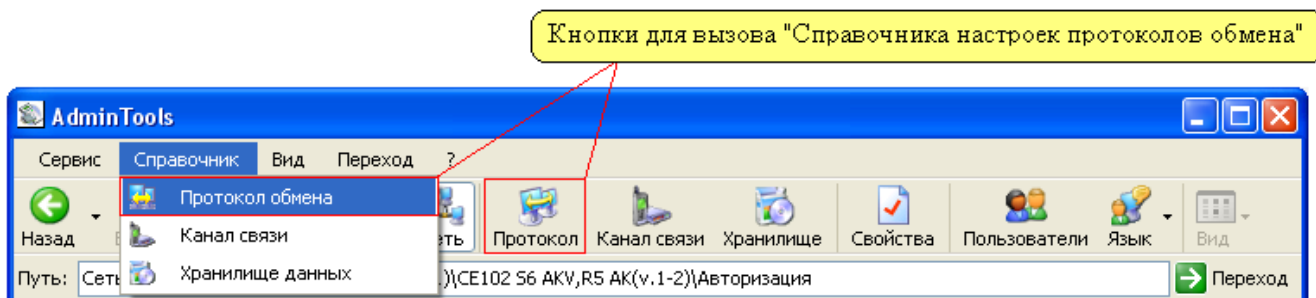 Кнопки для вызова "Справочника настроек протоколов обмена"
AdminTools
Сервис Справочник Вид Переход ?
Протокол обмена
Канал связи
Хранилище данных
Назад Протокол Канал связи Хранилище Свойства Пользователи Язык Вид
Путь: )\CE102 S6 AKV,R5 AK(v.1-2)\Авторизация Переход